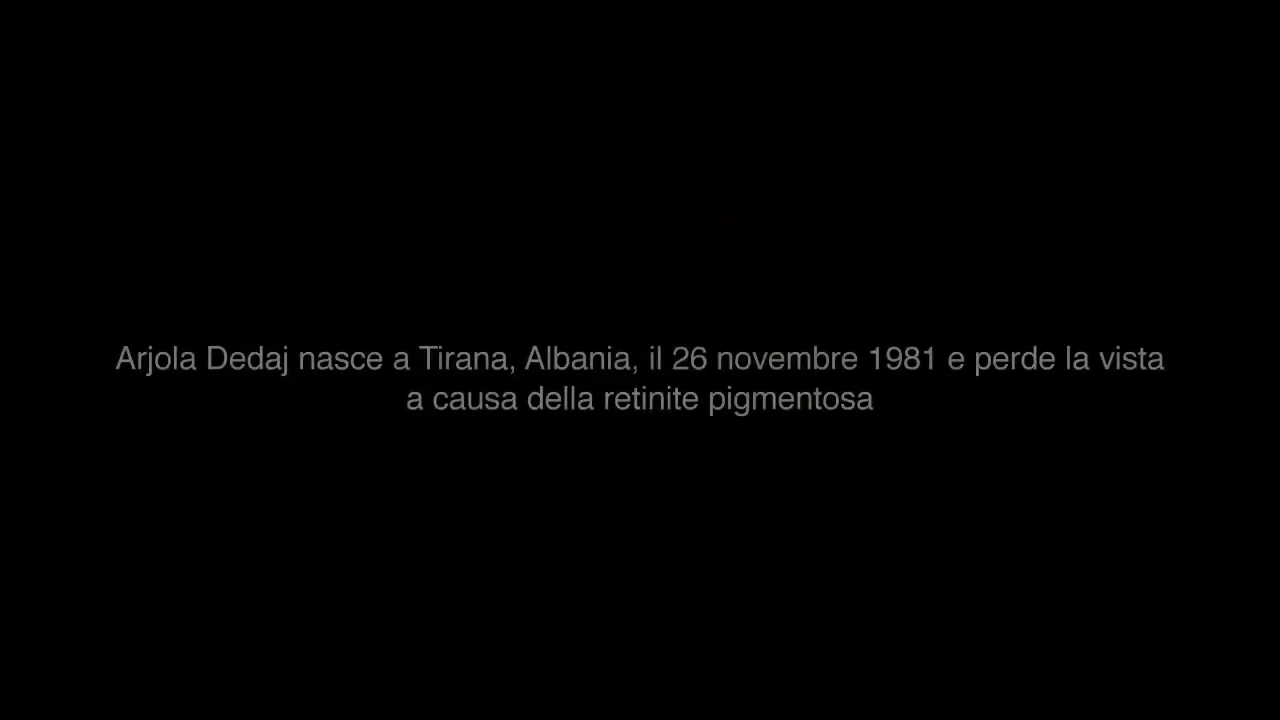 Arjola Dedaj nasce a Tirana, Albania, il 26 novembre 1981 e perde la vista
a causa della retinite pigmentosa